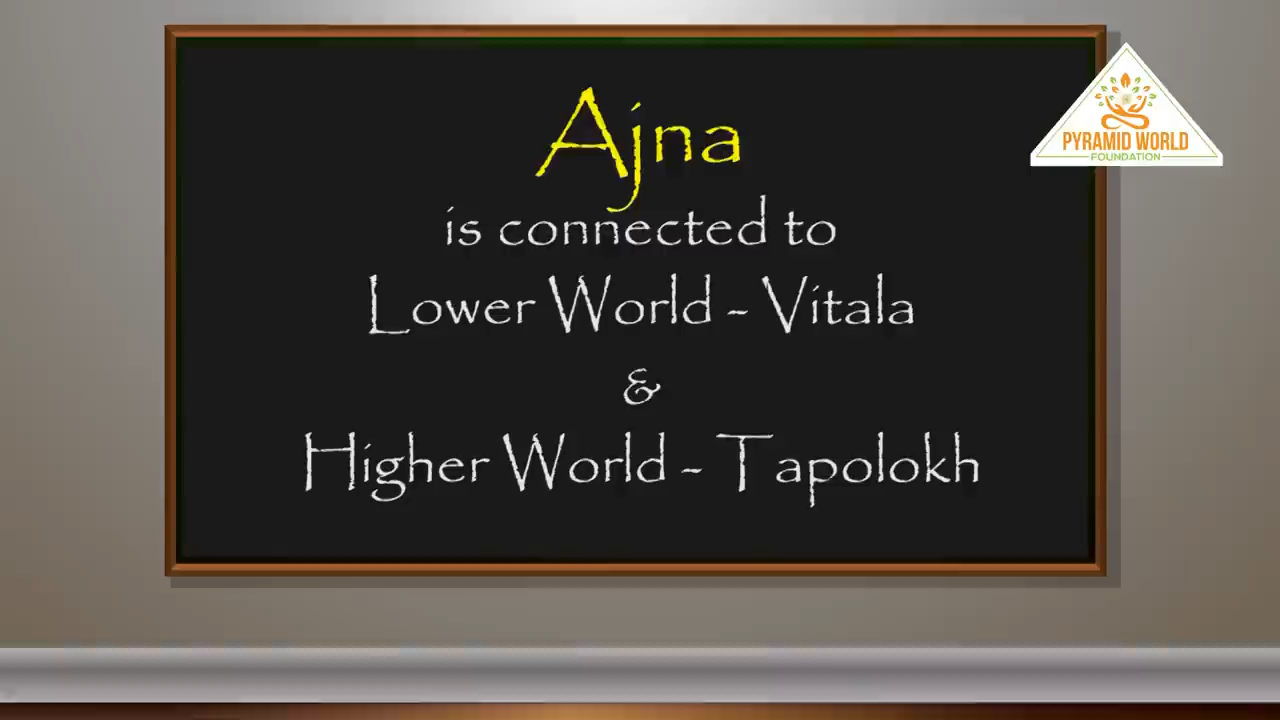 Ajna
is connected to
Lower World - Vitala
&
Higher World - Tapolokh
PYRAMID WORLD
FOUNDATION